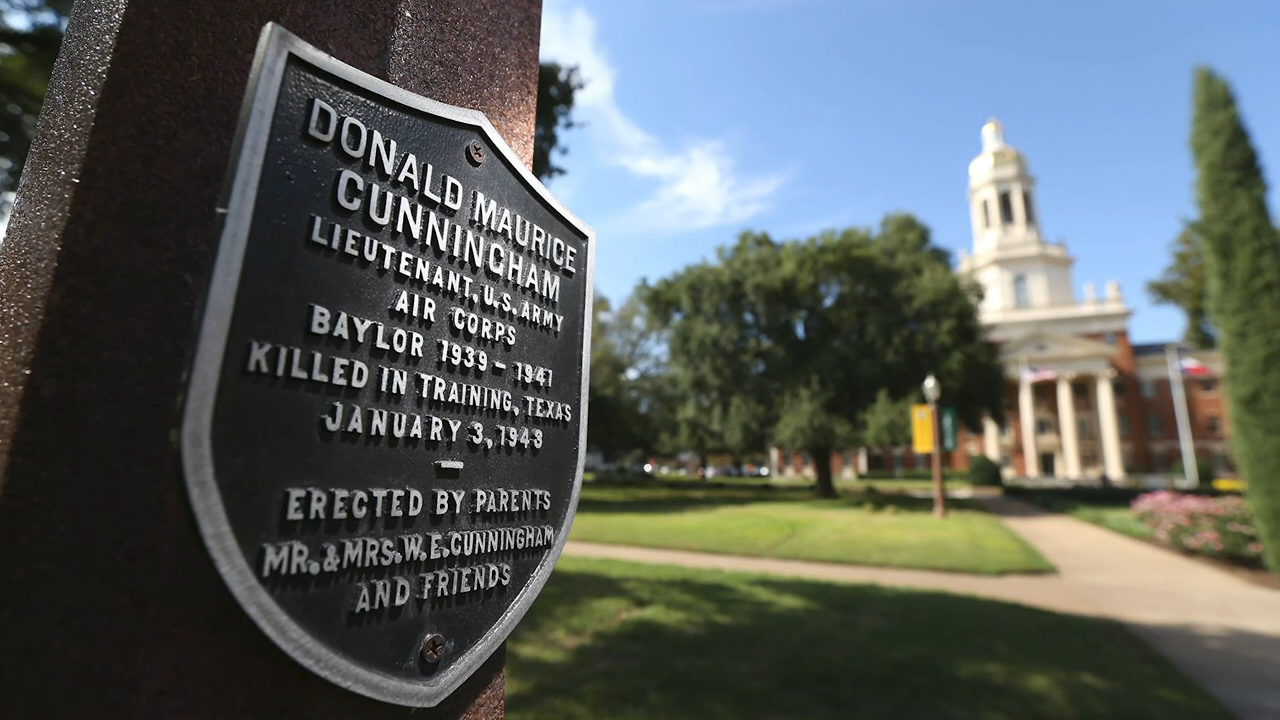 DONALD MAURICE
CUNNINGHAM
LIEUTENANT, U.S. ARMY
AIR CORPS
BAYLOR 1939 – 1941
KILLED IN TRAINING, TEXAS
JANUARY 3, 1943
ERECTED BY PARENTS
MR. & MRS. W. E. CUNNINGHAM
AND FRIENDS